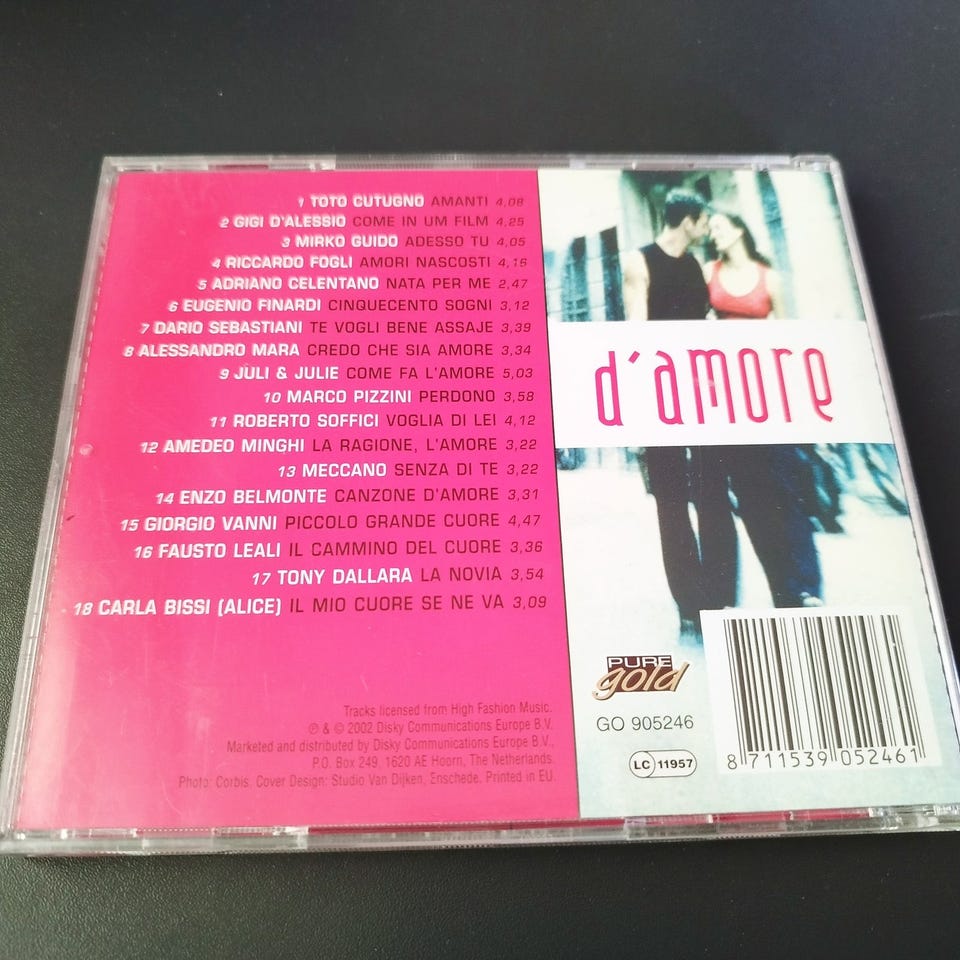 1 TOTO CUTUGNO AMANTI 4,08
2 GIGI D'ALESSIO COME IN UM FILM 4,25
3 MIRKO GUIDO ADESSO TU 4,05
4 RICCARDO FOGLI AMORI NASCOSTI 4,16
5 ADRIANO CELENTANO NATA PER ME 2,47
6 EUGENIO FINARDI CINQUECENTO SOGNI 3,12
7 DARIO SEBASTIANI TE VOGLI BENE ASSAJE 3,39
8 ALESSANDRO MARA CREDO CHE SIA AMORE 3,34
9 JULI & JULIE COME FA L'AMORE 5,03
10 MARCO PIZZINI PERDONO 3,58
11 ROBERTO SOFFICI VOGLIA DI LEI 4,12
12 AMEDEO MINGHI LA RAGIONE, L'AMORE 3,22
13 MECCANO SENZA DI TE 3,22
14 ENZO BELMONTE CANZONE D'AMORE 3,31
15 GIORGIO VANNI PICCOLO GRANDE CUORE 4,47
16 FAUSTO LEALI IL CAMMINO DEL CUORE 3,36
17 TONY DALLARA LA NOVIA 3,54
18 CARLA BISSI (ALICE) IL MIO CUORE SE NE VA 3,09
Tracks licensed from High Fashion Music.
℗ & © 2002 Disky Communications Europe B.V.
Marketed and distributed by Disky Communications Europe B.V.,
P.O. Box 249, 1620 AE Hoorn, The Netherlands.
Photo: Corbis. Cover Design: Studio Van Dijken, Enschede. Printed in EU.
d'amore
PURE
gold
GO 905246
LC 11957
8 711539 052461